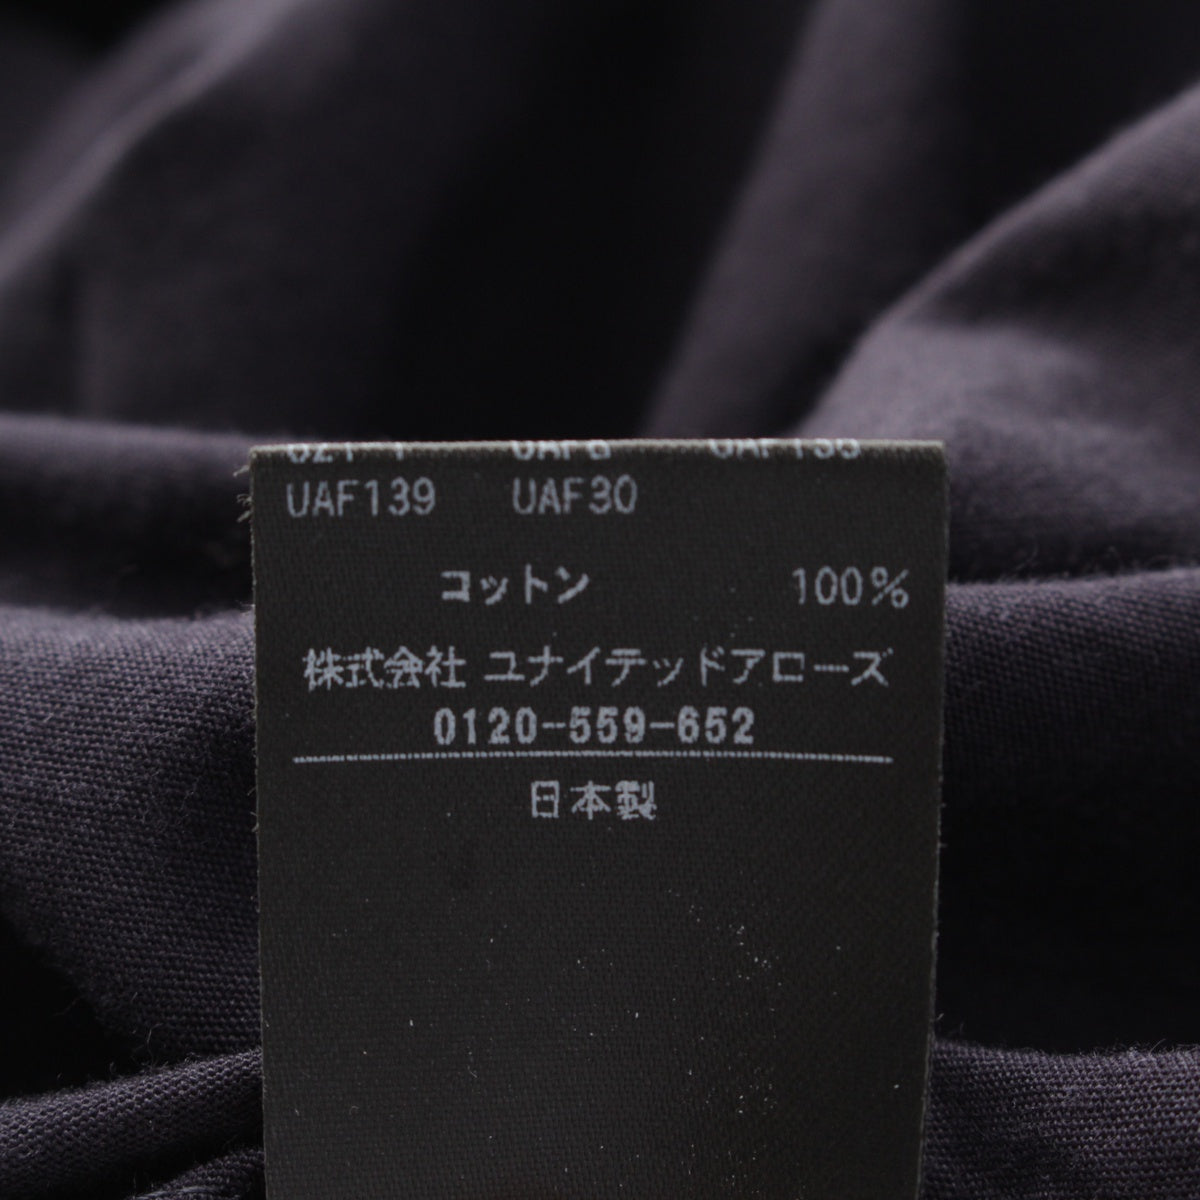 UAF139 UAF30
コットン 100%
株式会社 ユナイテッドアローズ
0120-559-652
日本製